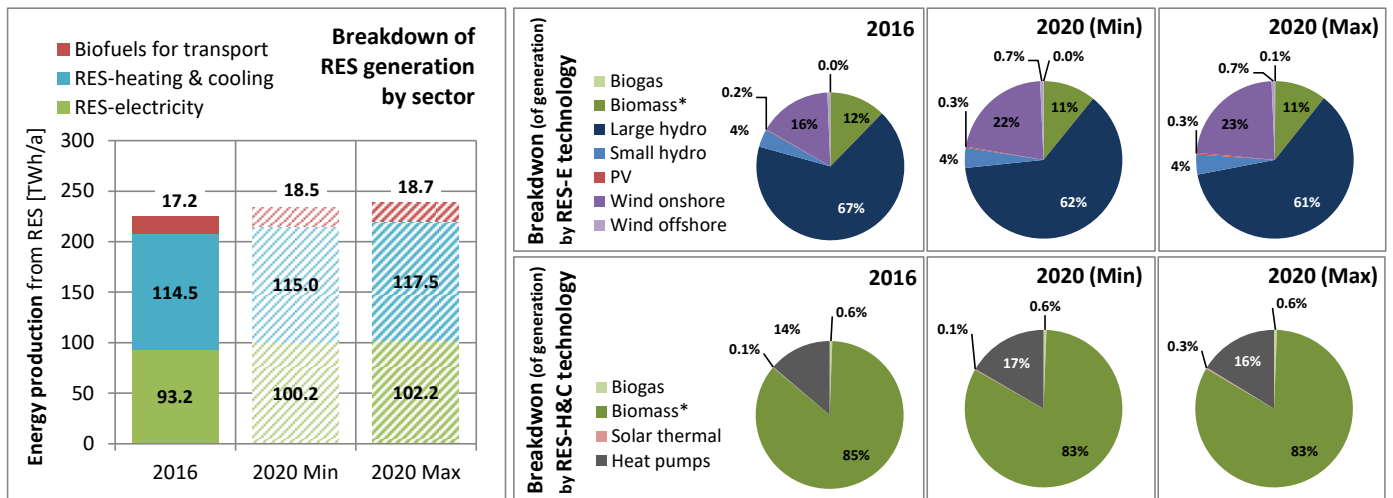 Breakdown of
RES generation
by sector
Biofuels for transport
RES-heating & cooling
RES-electricity
Energy production from RES [TWh/a]
300
250
200
150
100
50
0
17.2
18.5
18.7
114.5
115.0
117.5
93.2
100.2
102.2
2016
2020 Min
2020 Max
Breakdwon (of generation)
by RES-E technology
Biogas
Biomass*
Large hydro
Small hydro
PV
Wind onshore
Wind offshore
2016
0.0%
0.2%
16%
12%
4%
67%
2020 (Min)
0.7%
0.0%
0.3%
22%
11%
4%
62%
2020 (Max)
0.1%
0.7%
0.3%
23%
11%
4%
61%
Breakdwon (of generation)
by RES-H&C technology
Biogas
Biomass*
Solar thermal
Heat pumps
2016
0.6%
14%
0.1%
85%
2020 (Min)
0.6%
0.1%
17%
83%
2020 (Max)
0.6%
0.3%
16%
83%